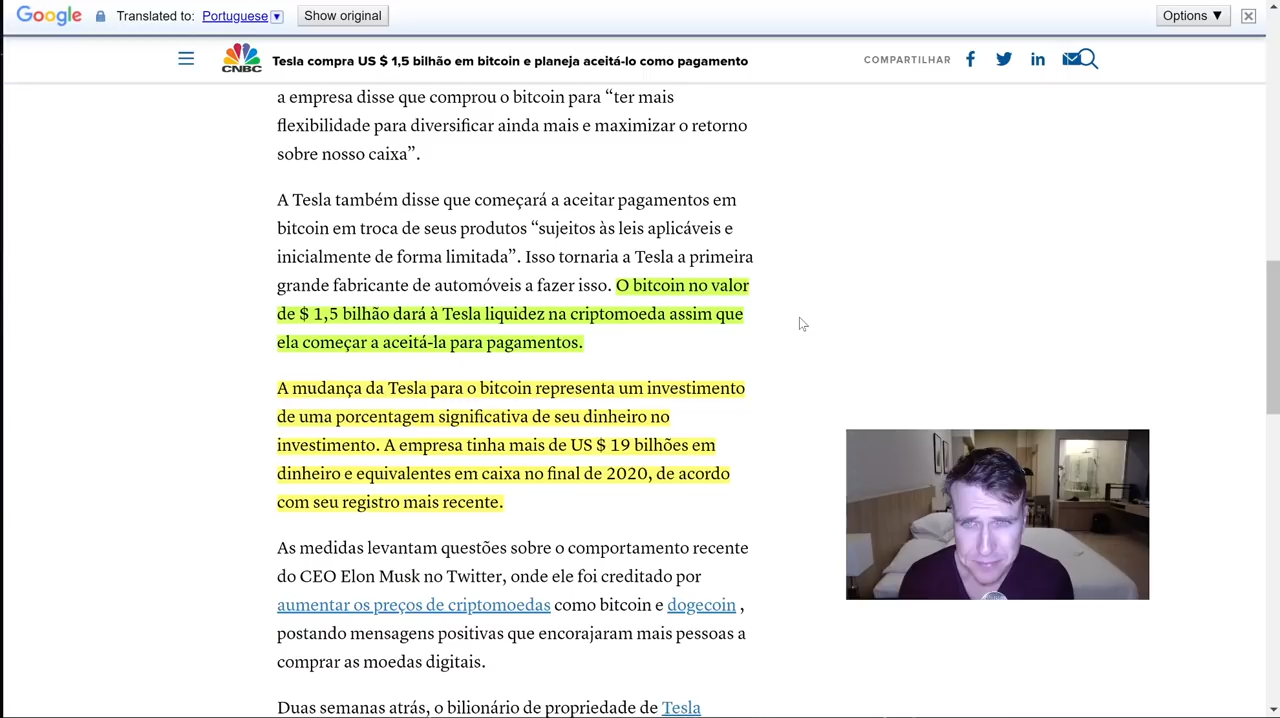 Google Translated to: Portuguese Show original Options ▼
CNBC Tesla compra US $ 1,5 bilhão em bitcoin e planeja aceitá-lo como pagamento COMPARTILHAR
a empresa disse que comprou o bitcoin para “ter mais
flexibilidade para diversificar ainda mais e maximizar o retorno
sobre nosso caixa”.
A Tesla também disse que começará a aceitar pagamentos em
bitcoin em troca de seus produtos “sujeitos às leis aplicáveis e
inicialmente de forma limitada”. Isso tornaria a Tesla a primeira
grande fabricante de automóveis a fazer isso. O bitcoin no valor
de $ 1,5 bilhão dará à Tesla liquidez na criptomoeda assim que
ela começar a aceitá-la para pagamentos.
A mudança da Tesla para o bitcoin representa um investimento
de uma porcentagem significativa de seu dinheiro no
investimento. A empresa tinha mais de US $ 19 bilhões em
dinheiro e equivalentes em caixa no final de 2020, de acordo
com seu registro mais recente.
As medidas levantam questões sobre o comportamento recente
do CEO Elon Musk no Twitter, onde ele foi creditado por
aumentar os preços de criptomoedas como bitcoin e dogecoin ,
postando mensagens positivas que encorajaram mais pessoas a
comprar as moedas digitais.
Duas semanas atrás, o bilionário de propriedade de Tesla